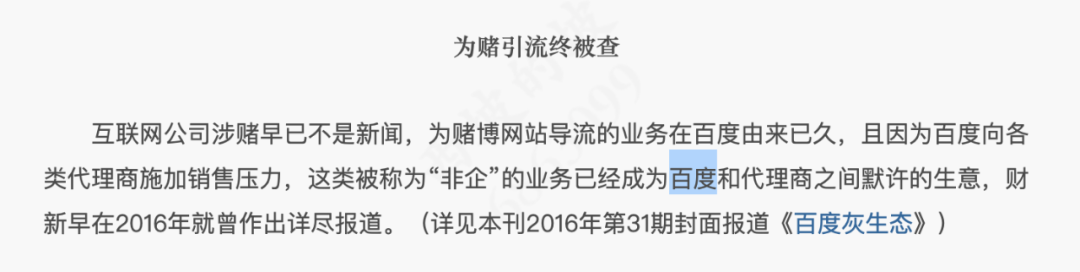 为赌引流终被查
互联网公司涉赌早已不是新闻，为赌博网站导流的业务在百度由来已久，且因为百度向各
类代理商施加销售压力，这类被称为“非企”的业务已经成为百度和代理商之间默许的生意，财
新早在2016年就曾作出详尽报道。（详见本刊2016年第31期封面报道《百度灰生态》）